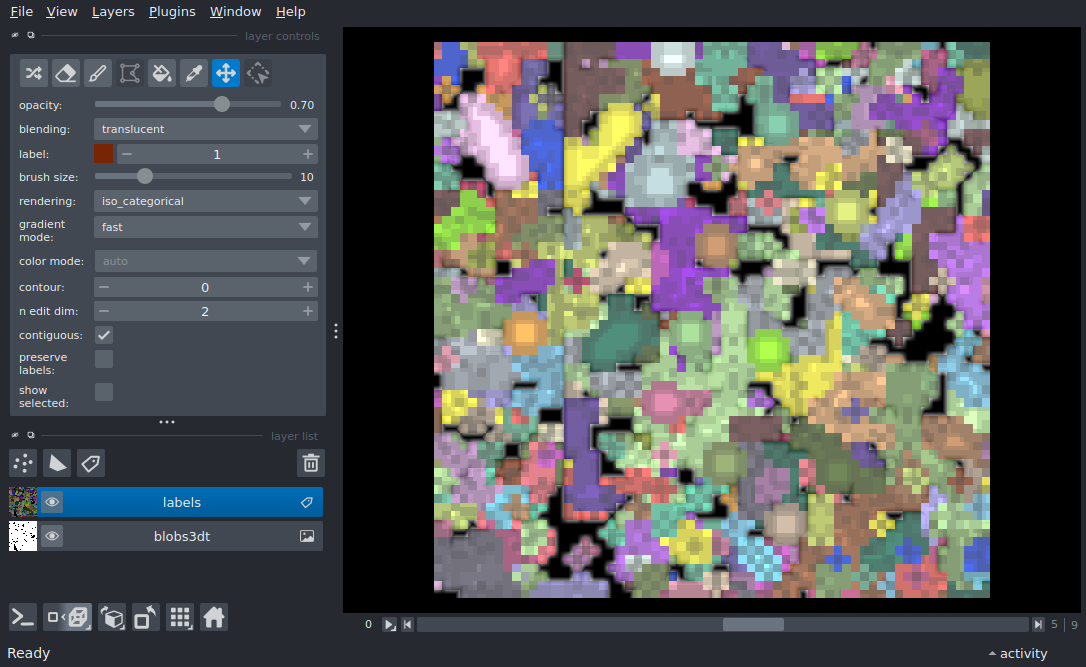 File View Layers Plugins Window Help
layer controls
opacity: 0.70
blending: translucent
label: 1
brush size: 10
rendering: iso_categorical
gradient
mode: fast
color mode: auto
contour: 0
n edit dim: 2
contiguous:
preserve
labels:
show
selected:
layer list
labels
blobs3dt
0 5 | 9
Ready activity